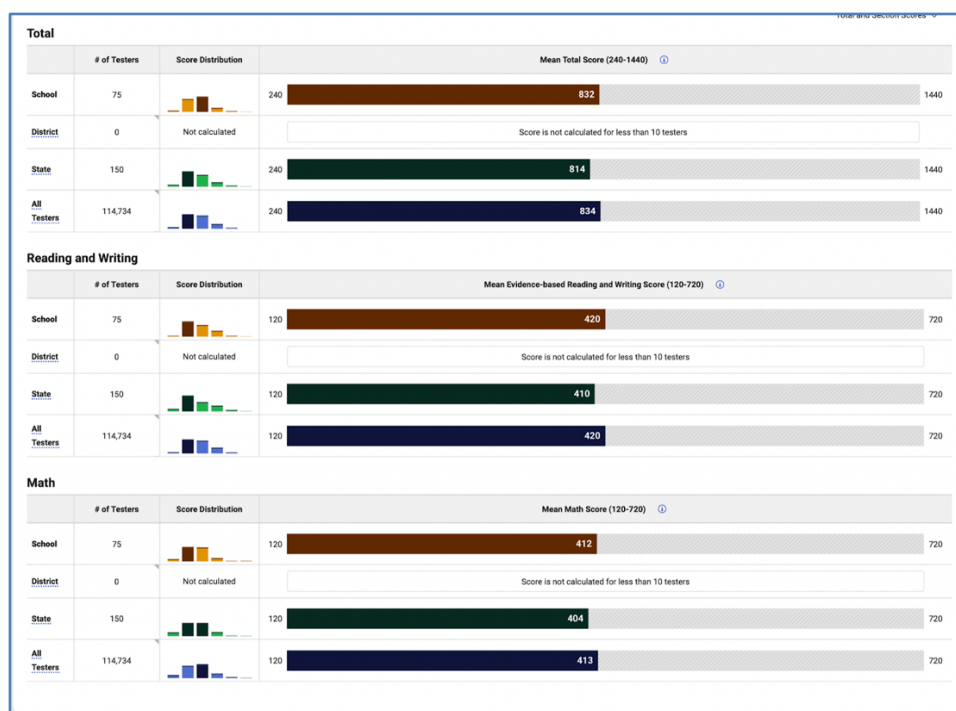 Total and Section Scores
Total
# of Testers Score Distribution Mean Total Score (240-1440)
School 75 240 832 1440
District 0 Not calculated Score is not calculated for less than 10 testers
State 150 240 814 1440
All
Testers 114,734 240 834 1440
Reading and Writing
# of Testers Score Distribution Mean Evidence-based Reading and Writing Score (120-720)
School 75 120 420 720
District 0 Not calculated Score is not calculated for less than 10 testers
State 150 120 410 720
All
Testers 114,734 120 420 720
Math
# of Testers Score Distribution Mean Math Score (120-720)
School 75 120 412 720
District 0 Not calculated Score is not calculated for less than 10 testers
State 150 120 404 720
All
Testers 114,734 120 413 720